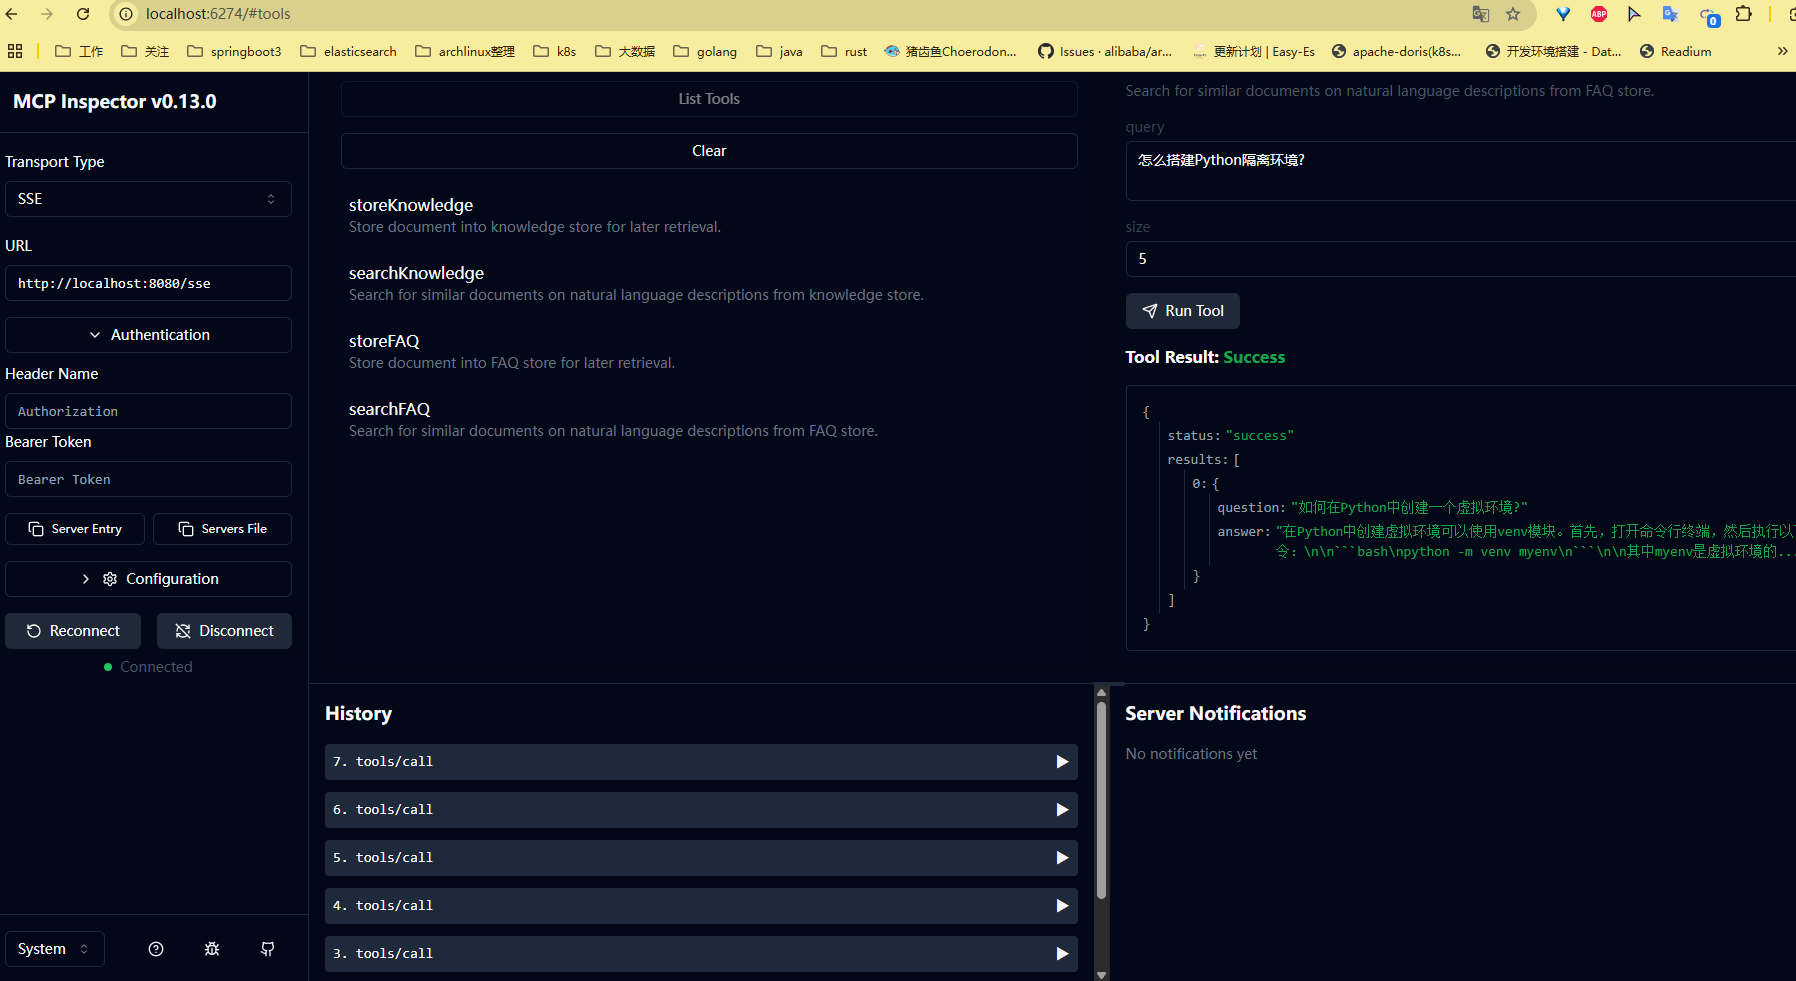 localhost:6274/#tools
ABP
0
工作
关注
springboot3
elasticsearch
archlinux整理
k8s
大数据
golang
java
rust
猪齿鱼Choerodon...
Issues · alibaba/ar...
更新计划 | Easy-Es
apache-doris(k8s...
开发环境搭建 - Dat...
Readium
MCP Inspector v0.13.0
Transport Type
SSE
URL
http://localhost:8080/sse
Authentication
Header Name
Authorization
Bearer Token
Bearer Token
Server Entry
Servers File
Configuration
Reconnect
Disconnect
Connected
System
List Tools
Clear
storeKnowledge
Store document into knowledge store for later retrieval.
searchKnowledge
Search for similar documents on natural language descriptions from knowledge store.
storeFAQ
Store document into FAQ store for later retrieval.
searchFAQ
Search for similar documents on natural language descriptions from FAQ store.
Search for similar documents on natural language descriptions from FAQ store.
query
怎么搭建Python隔离环境?
size
5
Run Tool
Tool Result: Success
{
status: "success"
results: [
0: {
question: "如何在Python中创建一个虚拟环境?"
answer: "在Python中创建虚拟环境可以使用venv模块。首先，打开命令行终端，然后执行以
令：\n\n```bash\npython -m venv myenv\n```\n\n其中myenv是虚拟环境的...
}
]
}
History
7. tools/call
6. tools/call
5. tools/call
4. tools/call
3. tools/call
Server Notifications
No notifications yet